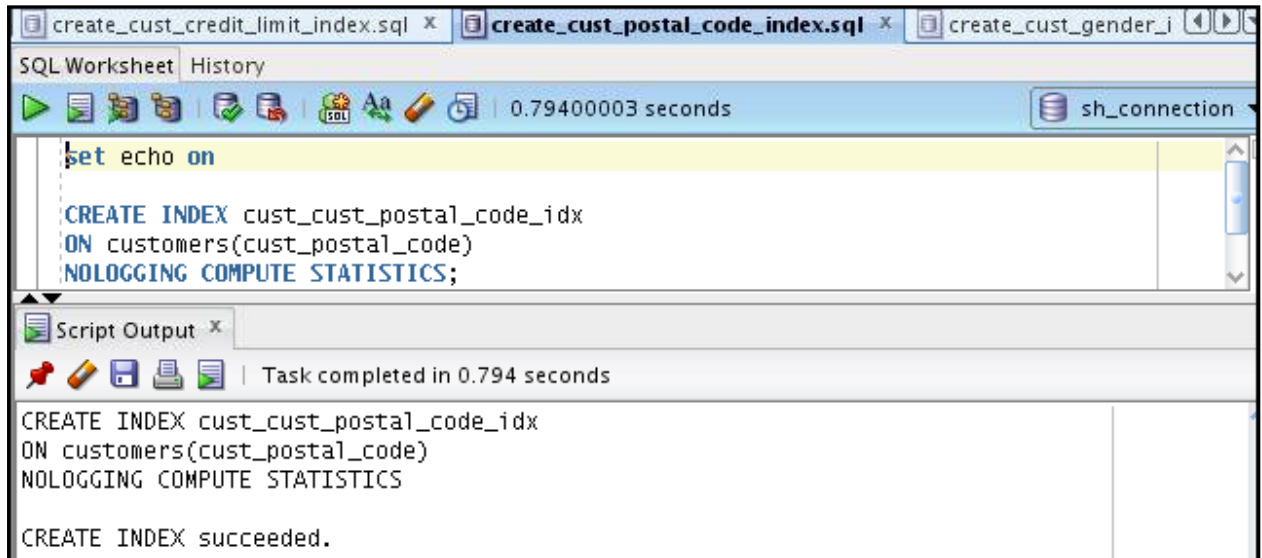 create_cust_credit_limit_index.sql x create_cust_postal_code_index.sql x create_cust_gender_i
SQL Worksheet History
SQL Aa 0.79400003 seconds sh_connection
set echo on
CREATE INDEX cust_cust_postal_code_idx
ON customers(cust_postal_code)
NOLOGGING COMPUTE STATISTICS;
Script Output x
Task completed in 0.794 seconds
CREATE INDEX cust_cust_postal_code_idx
ON customers(cust_postal_code)
NOLOGGING COMPUTE STATISTICS
CREATE INDEX succeeded.